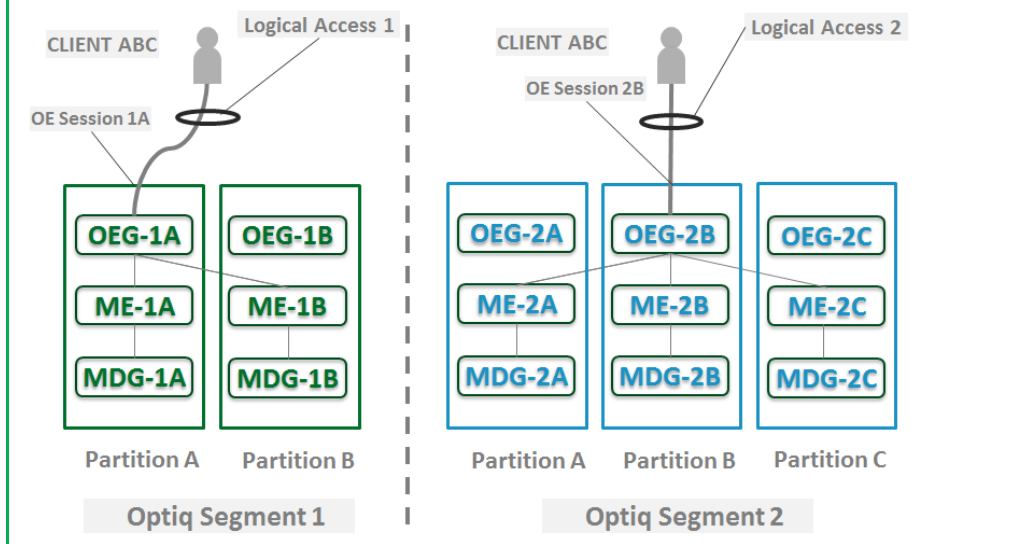 Logical Access 1
CLIENT ABC
OE Session 1A
OEG-1A
OEG-1B
ME-1A
ME-1B
MDG-1A
MDG-1B
Partition A
Partition B
Optiq Segment 1
Logical Access 2
CLIENT ABC
OE Session 2B
OEG-2A
OEG-2B
OEG-2C
ME-2A
ME-2B
ME-2C
MDG-2A
MDG-2B
MDG-2C
Partition A
Partition B
Partition C
Optiq Segment 2